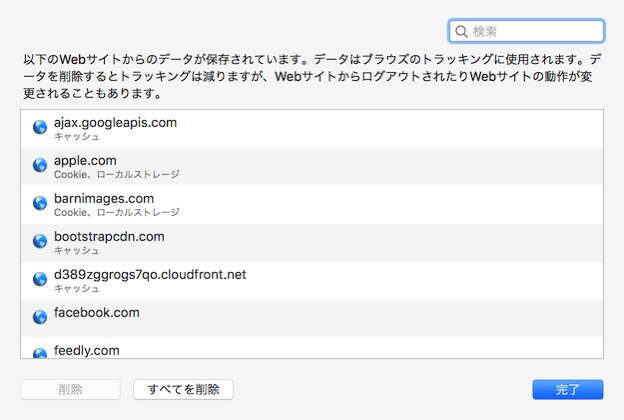 検索
以下のWebサイトからのデータが保存されています。データはブラウズのトラッキングに使用されます。デ
ータを削除するとトラッキングは減りますが、WebサイトからログアウトされたりWebサイトの動作が変
更されることもあります。
ajax.googleapis.com
キャッシュ
apple.com
Cookie、ローカルストレージ
barnimages.com
Cookie、ローカルストレージ
bootstrapcdn.com
キャッシュ
d389zggrogs7qo.cloudfront.net
キャッシュ
facebook.com
feedly.com
削除
すべてを削除
完了